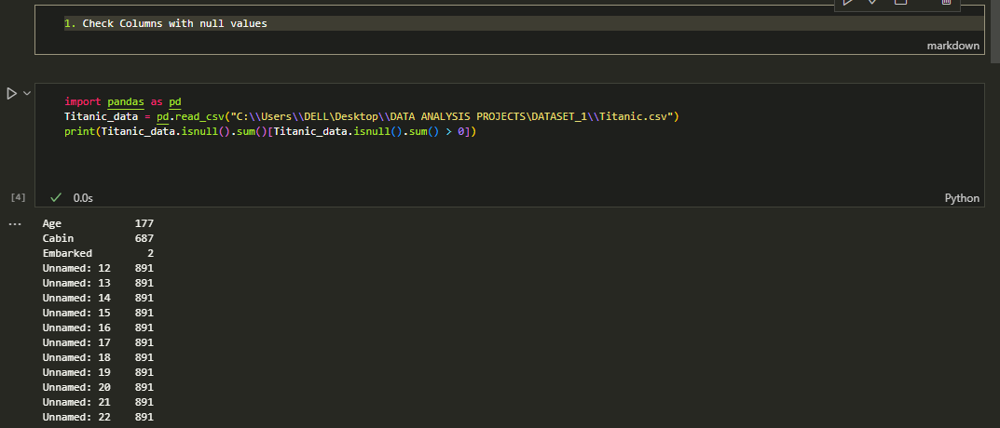 1. Check Columns with null values
markdown
import pandas as pd
Titanic_data = pd.read_csv("C:\\Users\\DELL\Desktop\\DATA ANALYSIS PROJECTS\DATASET_1\\Titanic.csv")
print(Titanic_data.isnull().sum()[Titanic_data.isnull().sum() > 0])
[4] 0.0s Python
... Age 177
Cabin 687
Embarked 2
Unnamed: 12 891
Unnamed: 13 891
Unnamed: 14 891
Unnamed: 15 891
Unnamed: 16 891
Unnamed: 17 891
Unnamed: 18 891
Unnamed: 19 891
Unnamed: 20 891
Unnamed: 21 891
Unnamed: 22 891